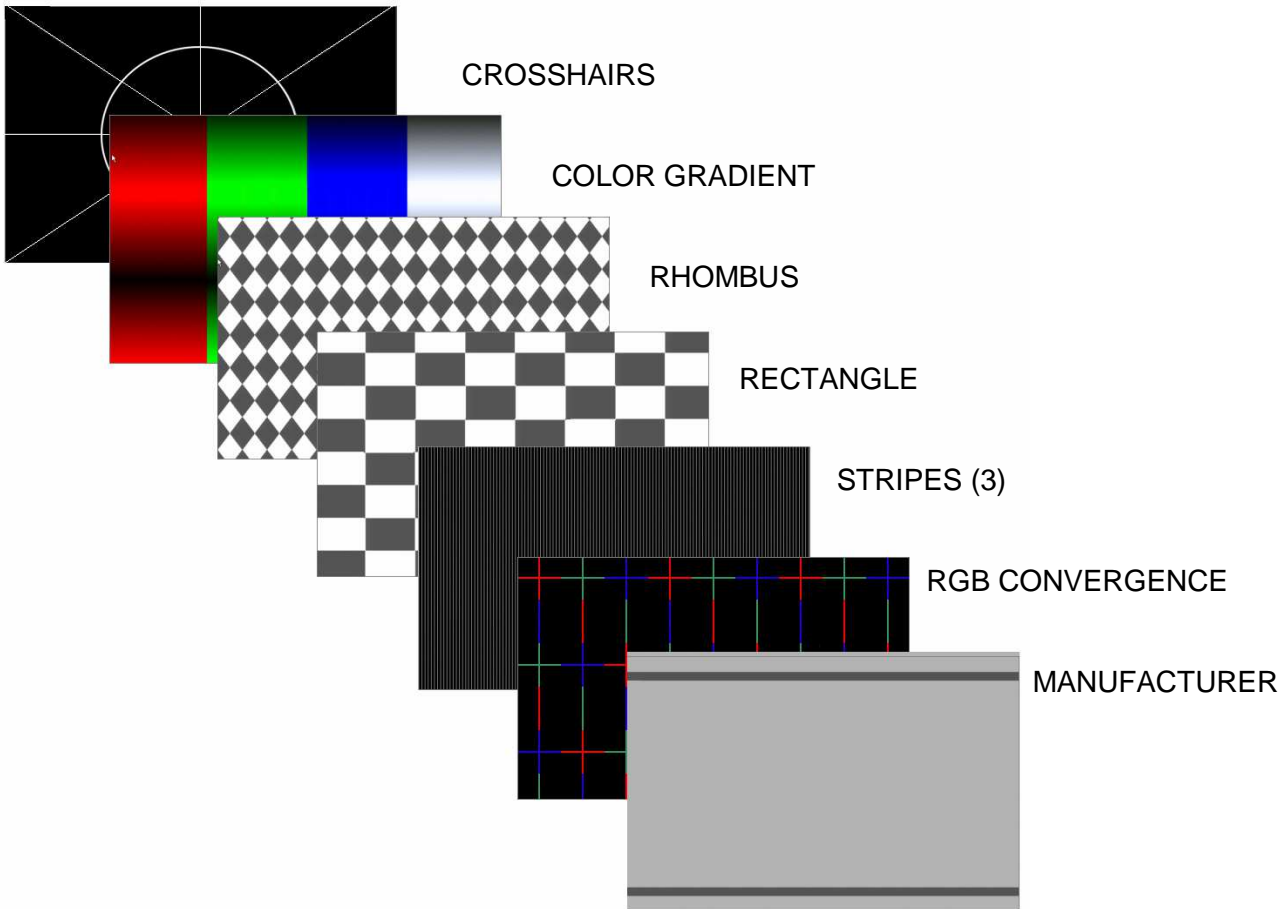 CROSSHAIRS
COLOR GRADIENT
RHOMBUS
RECTANGLE
STRIPES (3)
RGB CONVERGENCE
MANUFACTURER